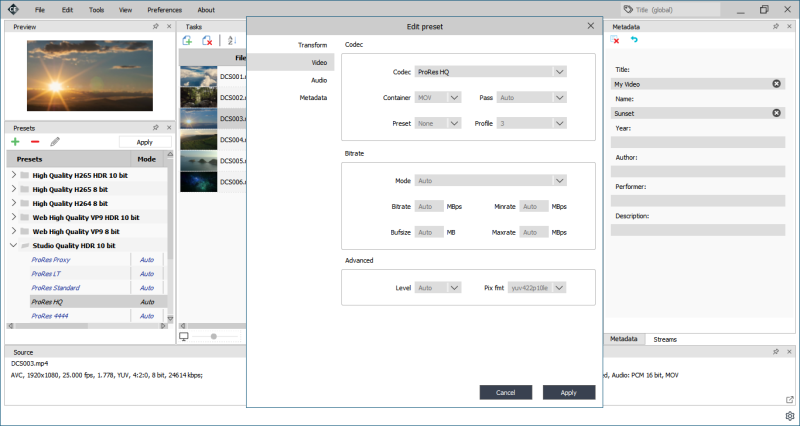 File Edit Tools View Preferences About
Title (global)
Preview
Tasks
Edit preset
Metadata
Transform
Video
Audio
Metadata
File
DCS001.m
DCS002.m
DCS003.m
DCS004.m
DCS005.m
DCS006.m
Codec
Codec ProRes HQ
Container MOV Pass Auto
Preset None Profile 3
Bitrate
Mode Auto
Bitrate Auto MBps Minrate Auto MBps
Bufsize Auto MB Maxrate Auto MBps
Advanced
Level Auto Pix fmt yuv422p10le
Cancel Apply
Title:
My Video
Name:
Sunset
Year:
Author:
Performer:
Description:
Metadata Streams
Presets
Apply
Presets Mode
High Quality H265 HDR 10 bit
High Quality H265 8 bit
High Quality H264 8 bit
Web High Quality VP9 HDR 10 bit
Web High Quality VP9 8 bit
Studio Quality HDR 10 bit
ProRes Proxy Auto
ProRes LT Auto
ProRes Standard Auto
ProRes HQ Auto
ProRes 4444 Auto
Source
DCS003.mp4
AVC, 1920x1080, 25.000 fps, 1.778, YUV, 4:2:0, 8 bit, 24614 kbps;
d, Audio: PCM 16 bit, MOV